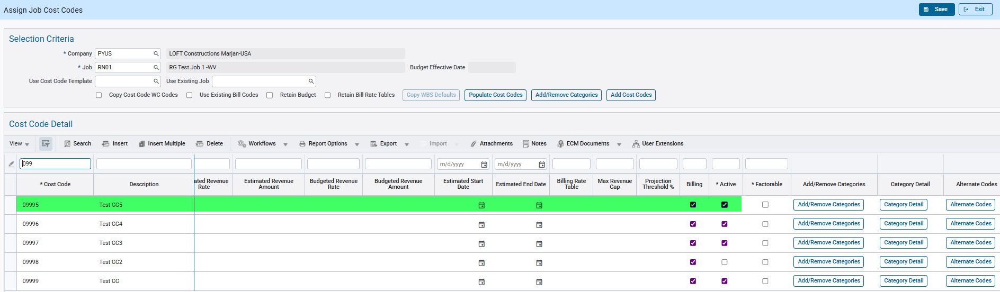 Assign Job Cost Codes
Save
Exit
Selection Criteria
* Company PYUS LOFT Constructions Marjan-USA
* Job RN01 RG Test Job 1 -WV Budget Effective Date
Use Cost Code Template Use Existing Job
Copy Cost Code WC Codes Use Existing Bill Codes Retain Budget Retain Bill Rate Tables Copy WBS Defaults Populate Cost Codes Add/Remove Categories Add Cost Codes
Cost Code Detail
View Search Insert Insert Multiple Delete Workflows Report Options Export Import Attachments Notes ECM Documents User Extensions
099 m/d/yyyy m/d/yyyy
* Cost Code Description ated Revenue Rate Estimated Revenue Amount Budgeted Revenue Rate Budgeted Revenue Amount Estimated Start Date Estimated End Date Billing Rate Table Max Revenue Cap Projection Threshold % Billing * Active * Factorable Add/Remove Categories Category Detail Alternate Codes
09995 Test CC5 Add/Remove Categories Category Detail Alternate Codes
09996 Test CC4 Add/Remove Categories Category Detail Alternate Codes
09997 Test CC3 Add/Remove Categories Category Detail Alternate Codes
09998 Test CC2 Add/Remove Categories Category Detail Alternate Codes
09999 Test CC Add/Remove Categories Category Detail Alternate Codes